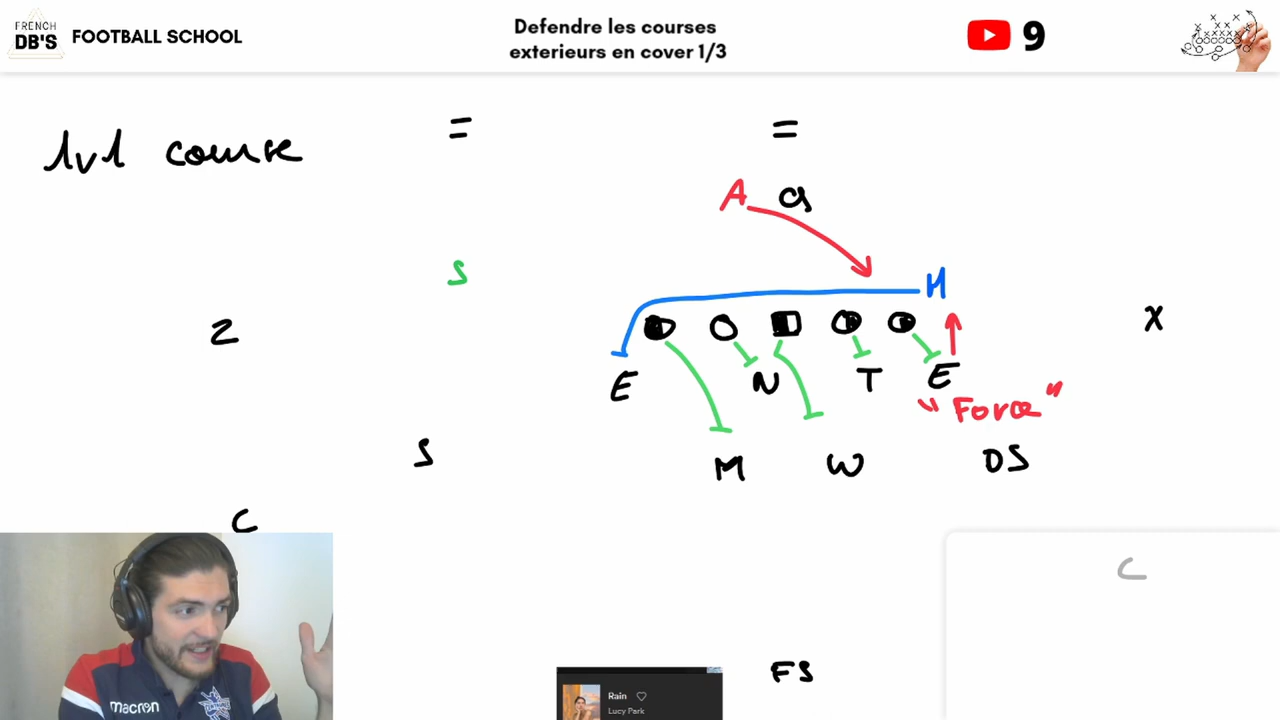 FRENCH
DB'S
FOOTBALL SCHOOL
Defendre les courses
exterieurs en cover 1/3
9
1v1 course
A
Q
S
H
Z
X
E
N
T
E
"Force"
S
M
W
DS
C
C
FS
macron
Rain
Lucy Park